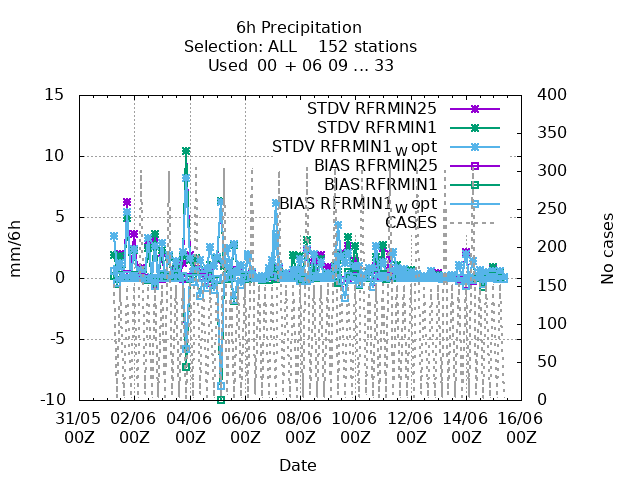 6h Precipitation
Selection: ALL    152 stations
Used  00 + 06 09 ... 33
15
10
5
0
-5
-10
mm/6h
400
350
300
250
200
150
100
50
0
No cases
STDV RFRMIN25
STDV RFRMIN1
STDV RFRMIN1w opt
BIAS RFRMIN25
BIAS RFRMIN1
BIAS RFRMIN1w opt
CASES
31/05 02/06 04/06 06/06 08/06 10/06 12/06 14/06 16/06
00Z 00Z 00Z 00Z 00Z 00Z 00Z 00Z 00Z
Date